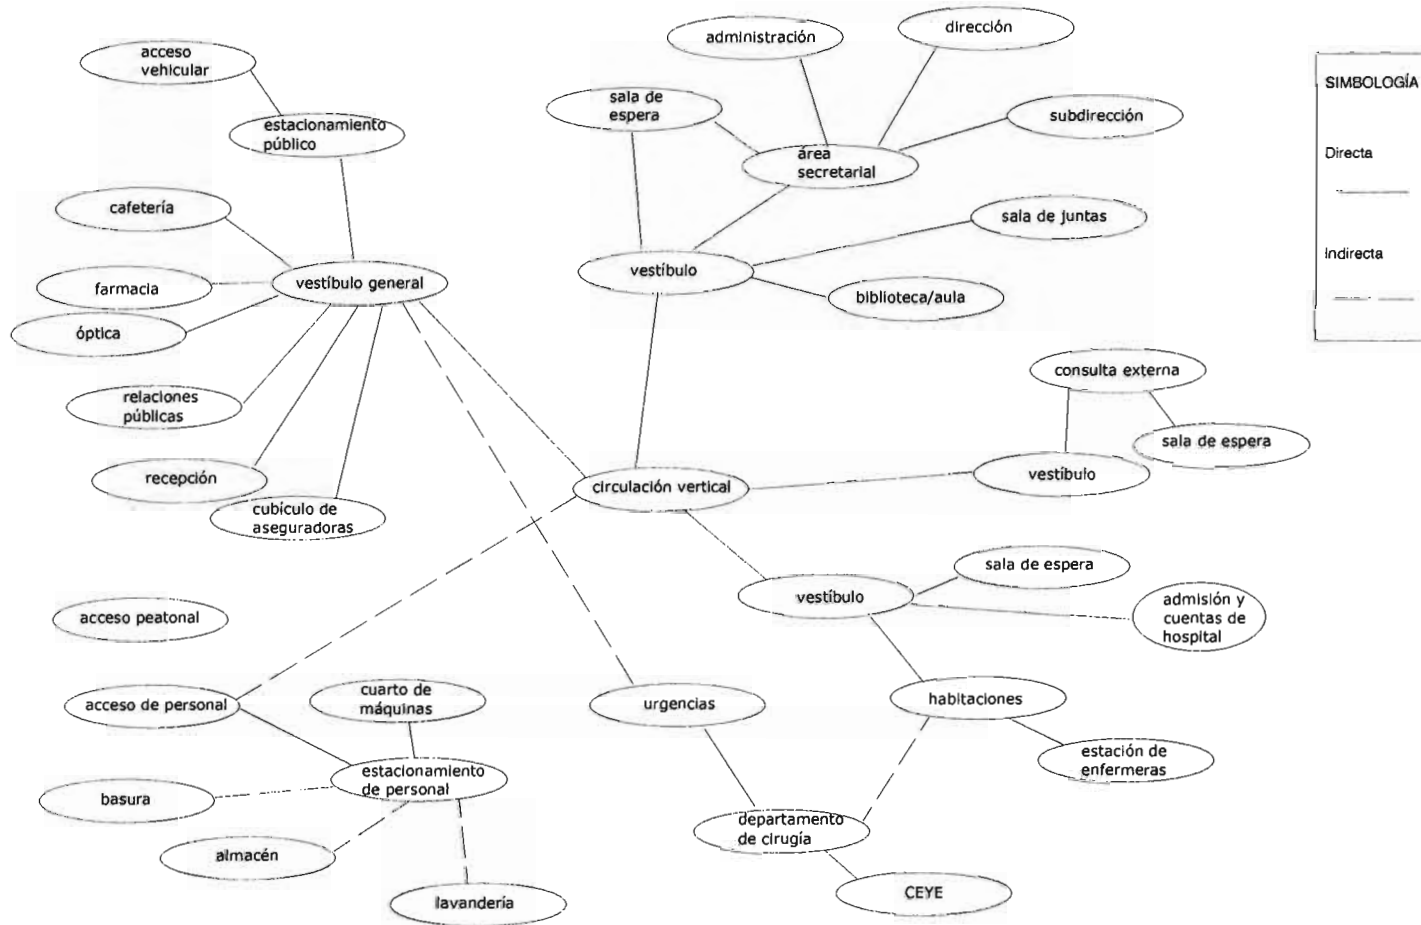 acceso
vehicular
estacionamiento
público
cafetería
farmacia
óptica
vestíbulo general
relaciones
públicas
recepción
cubículo de
aseguradoras
administración
dirección
sala de
espera
subdirección
área
secretarial
sala de juntas
vestíbulo
biblioteca/aula
SIMBOLOGÍA
Directa
Indirecta
consulta externa
sala de espera
vestíbulo
circulación vertical
sala de espera
vestíbulo
admisión y
cuentas de
hospital
acceso peatonal
acceso de personal
cuarto de
máquinas
urgencias
habitaciones
estación de
enfermeras
estacionamiento
de personal
basura
almacén
lavandería
departamento
de cirugía
CEYE